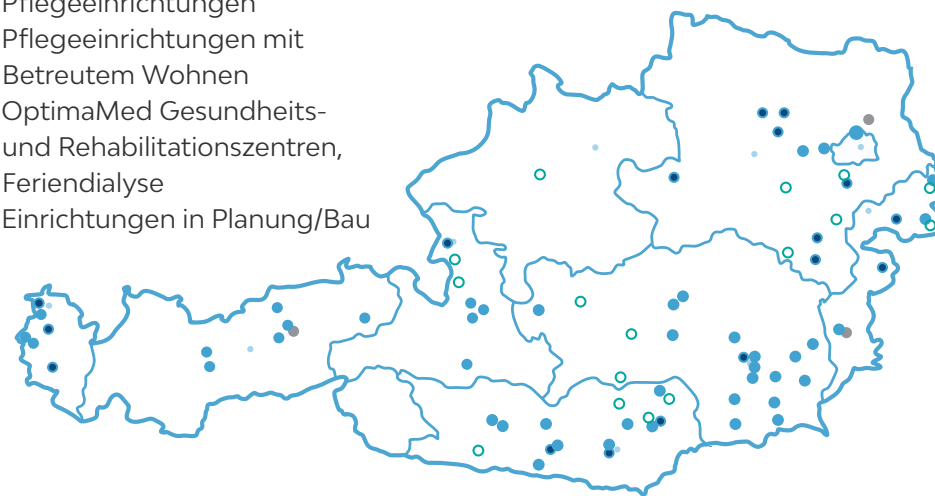 Pflegeeinrichtungen
Pflegeeinrichtungen mit
Betreutem Wohnen
OptimaMed Gesundheits-
und Rehabilitationszentren,
Feriendialyse
Einrichtungen in Planung/Bau